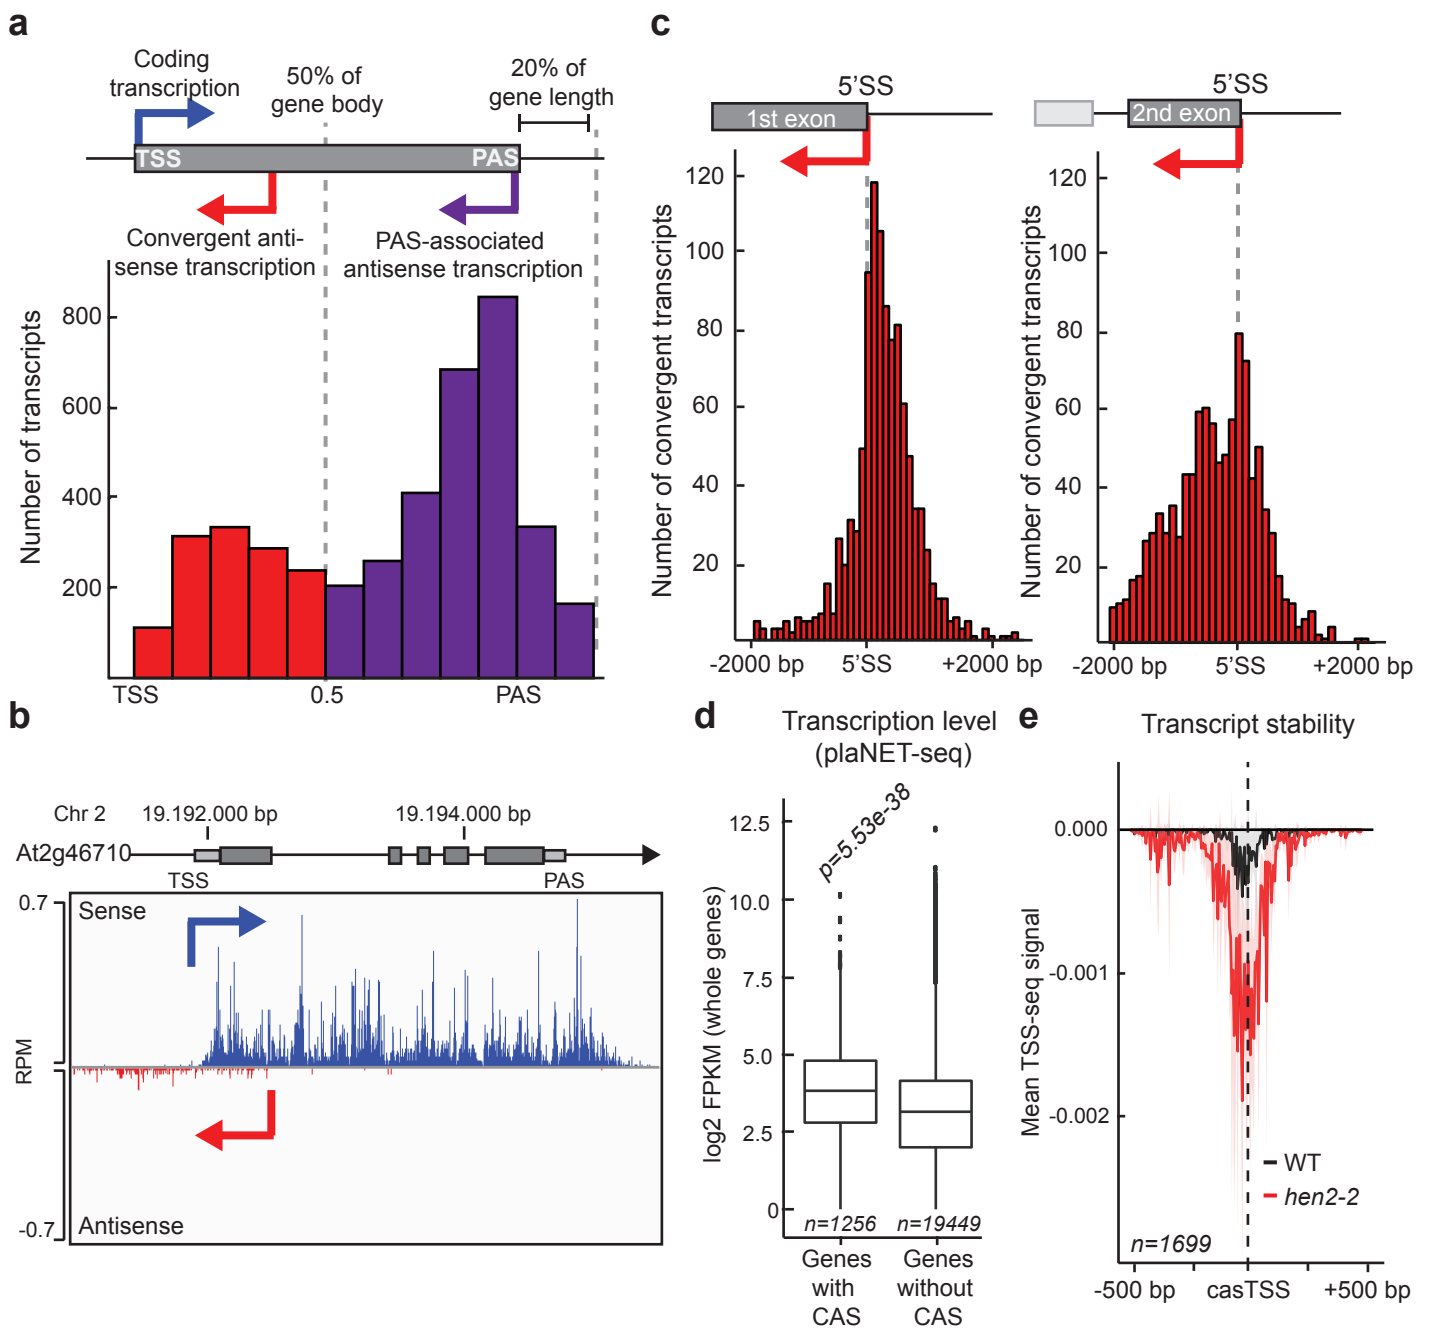 a
Coding
transcription
50% of
gene body
20% of
gene length
TSS
PAS
Convergent anti-
sense transcription
PAS-associated
antisense transcription
Number of transcripts
800
600
400
200
TSS
0.5
PAS
b
Chr 2
19.192.000 bp
19.194.000 bp
At2g46710
TSS
PAS
0.7
Sense
RPM
-0.7
Antisense
c
5'SS
1st exon
Number of convergent transcripts
120
100
80
60
40
20
-2000 bp
5'SS
+2000 bp
5'SS
2nd exon
Number of convergent transcripts
120
100
80
60
40
20
-2000 bp
5'SS
+2000 bp
d
Transcription level
(plaNET-seq)
p=5.53e-38
log2 FPKM (whole genes)
12.5
10.0
7.5
5.0
2.5
0
n=1256
n=19449
Genes
with
CAS
Genes
without
CAS
e
Transcript stability
Mean TSS-seq signal
0.000
-0.001
-0.002
WT
hen2-2
n=1699
-500 bp
casTSS
+500 bp